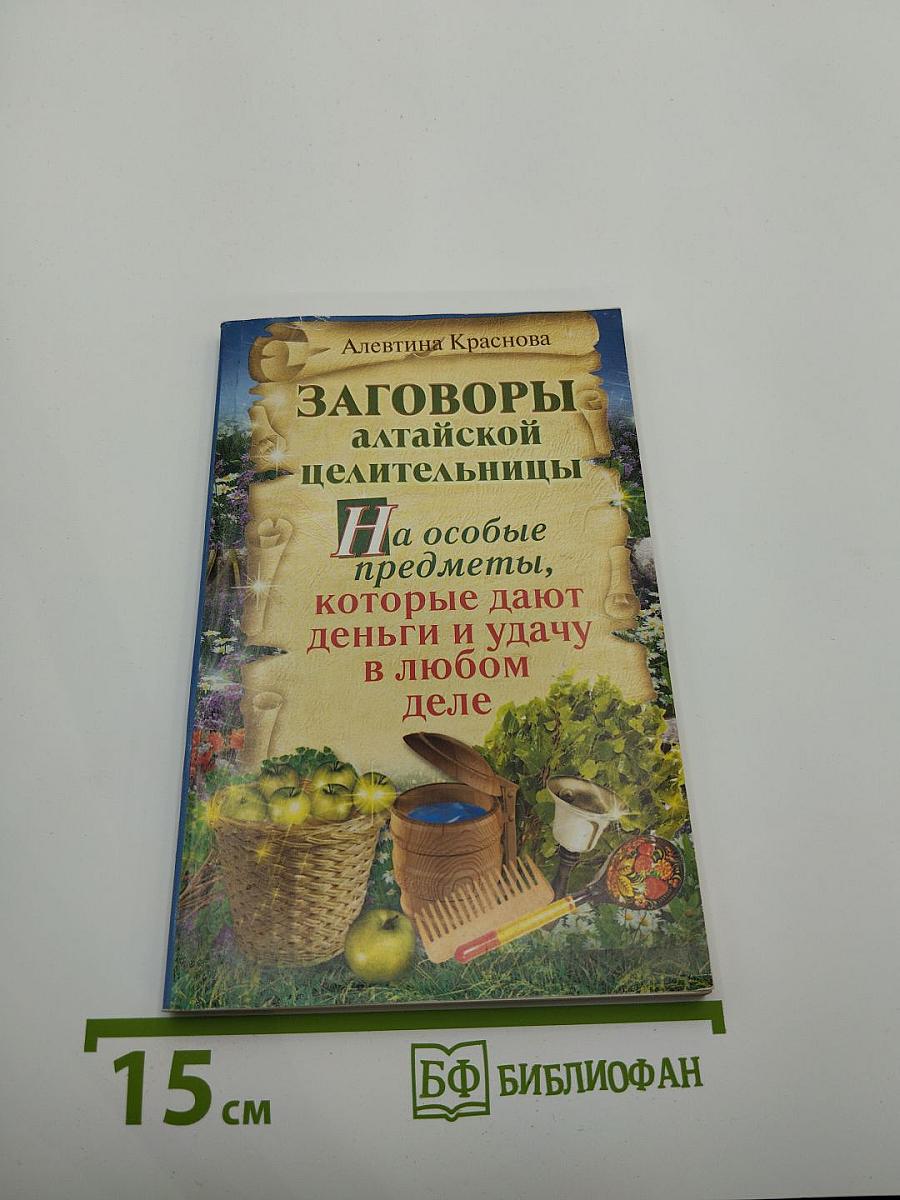 Алевтина Краснова
ЗАГОВОРЫ
алтайской
целительницы
На особые
предметы,
которые дают
деньги и удачу
в любом
деле
15 см
БФ БИБЛИОФАН